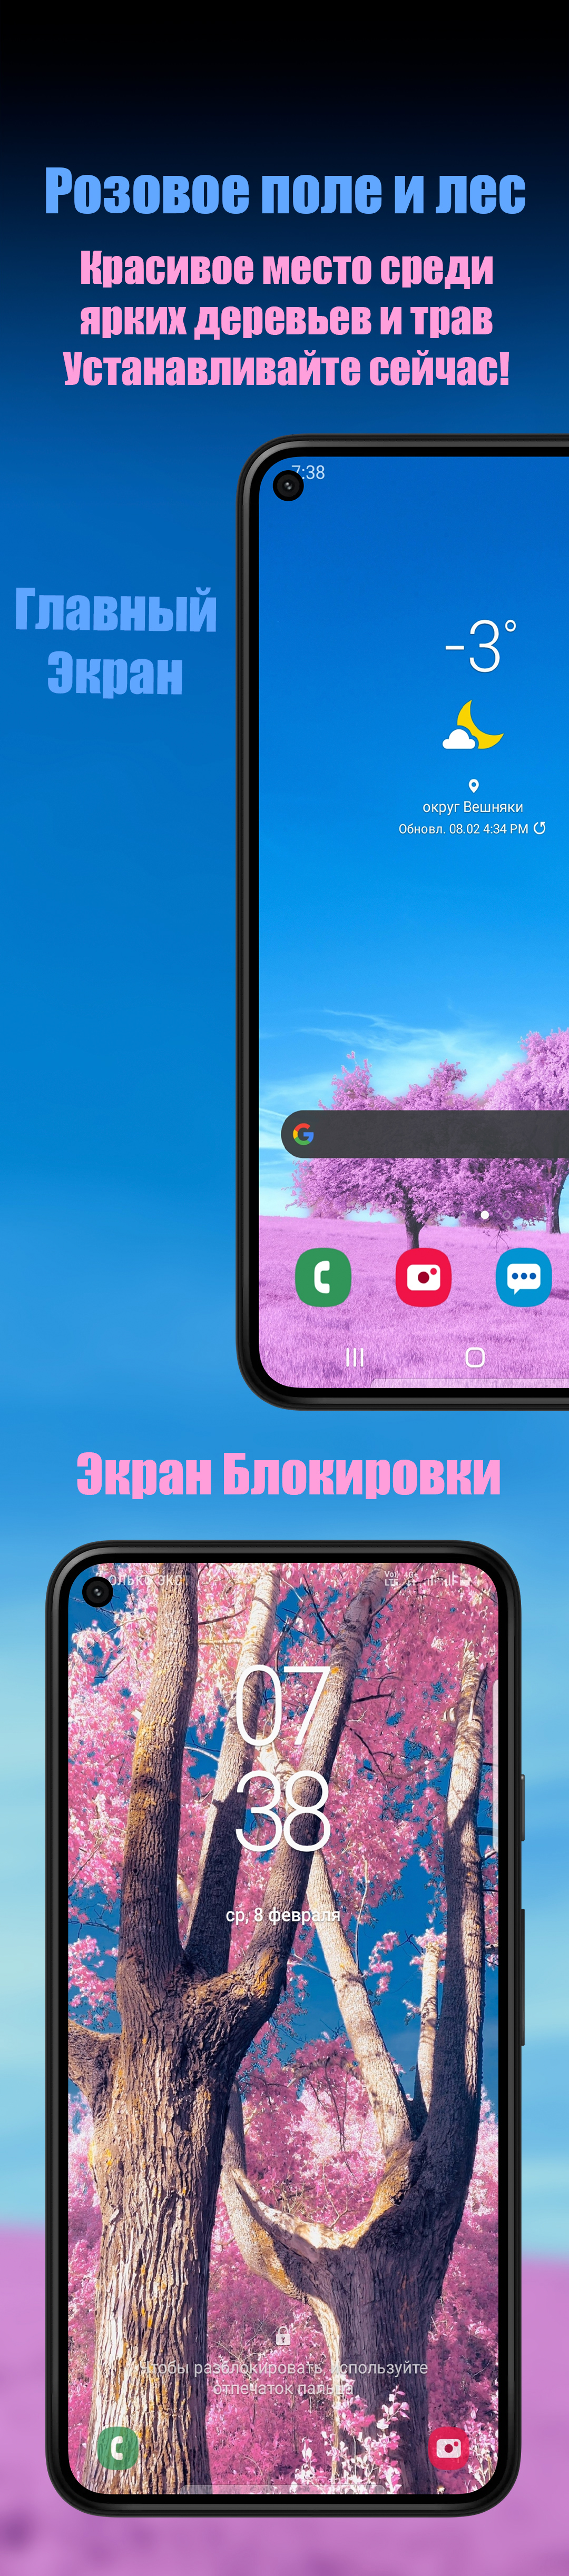 Розовое поле и лес
Красивое место среди
ярких деревьев и трав
Устанавливайте сейчас!
7:38
Главный
Экран
-3°
округ Вешняки
Обновл. 08.02 4:34 PM
G
Экран Блокировки
07
38
ср, 8 февраля
чтобы разблокировать, используйте
отпечаток пальца